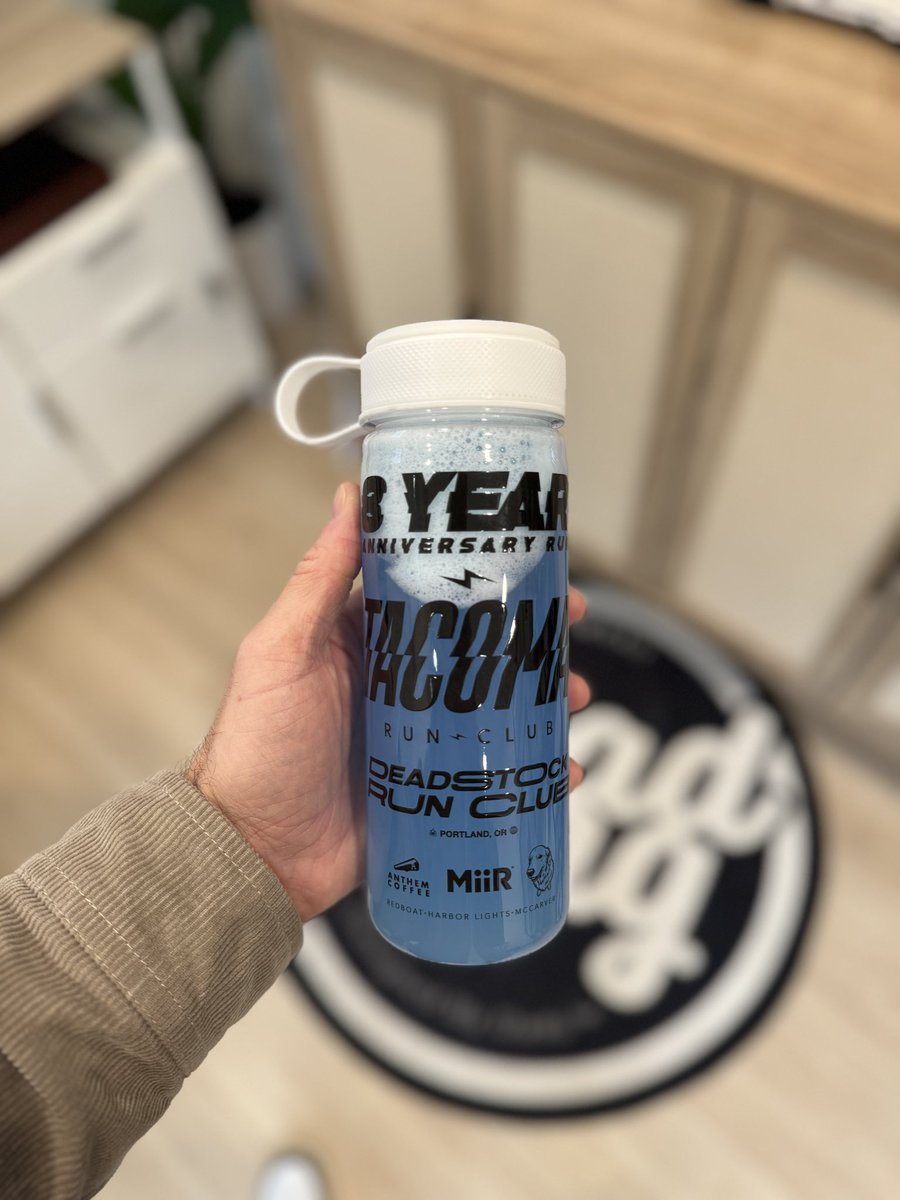 3 YEAR
ANNIVERSARY RUN
TACOMA
RUN CLUB
DEADSTOCK
RUN CLUB
PORTLAND, OR
ANTHEM
COFFEE
MiiR
REDBOAT-HARBOR LIGHTS-MCCARVER